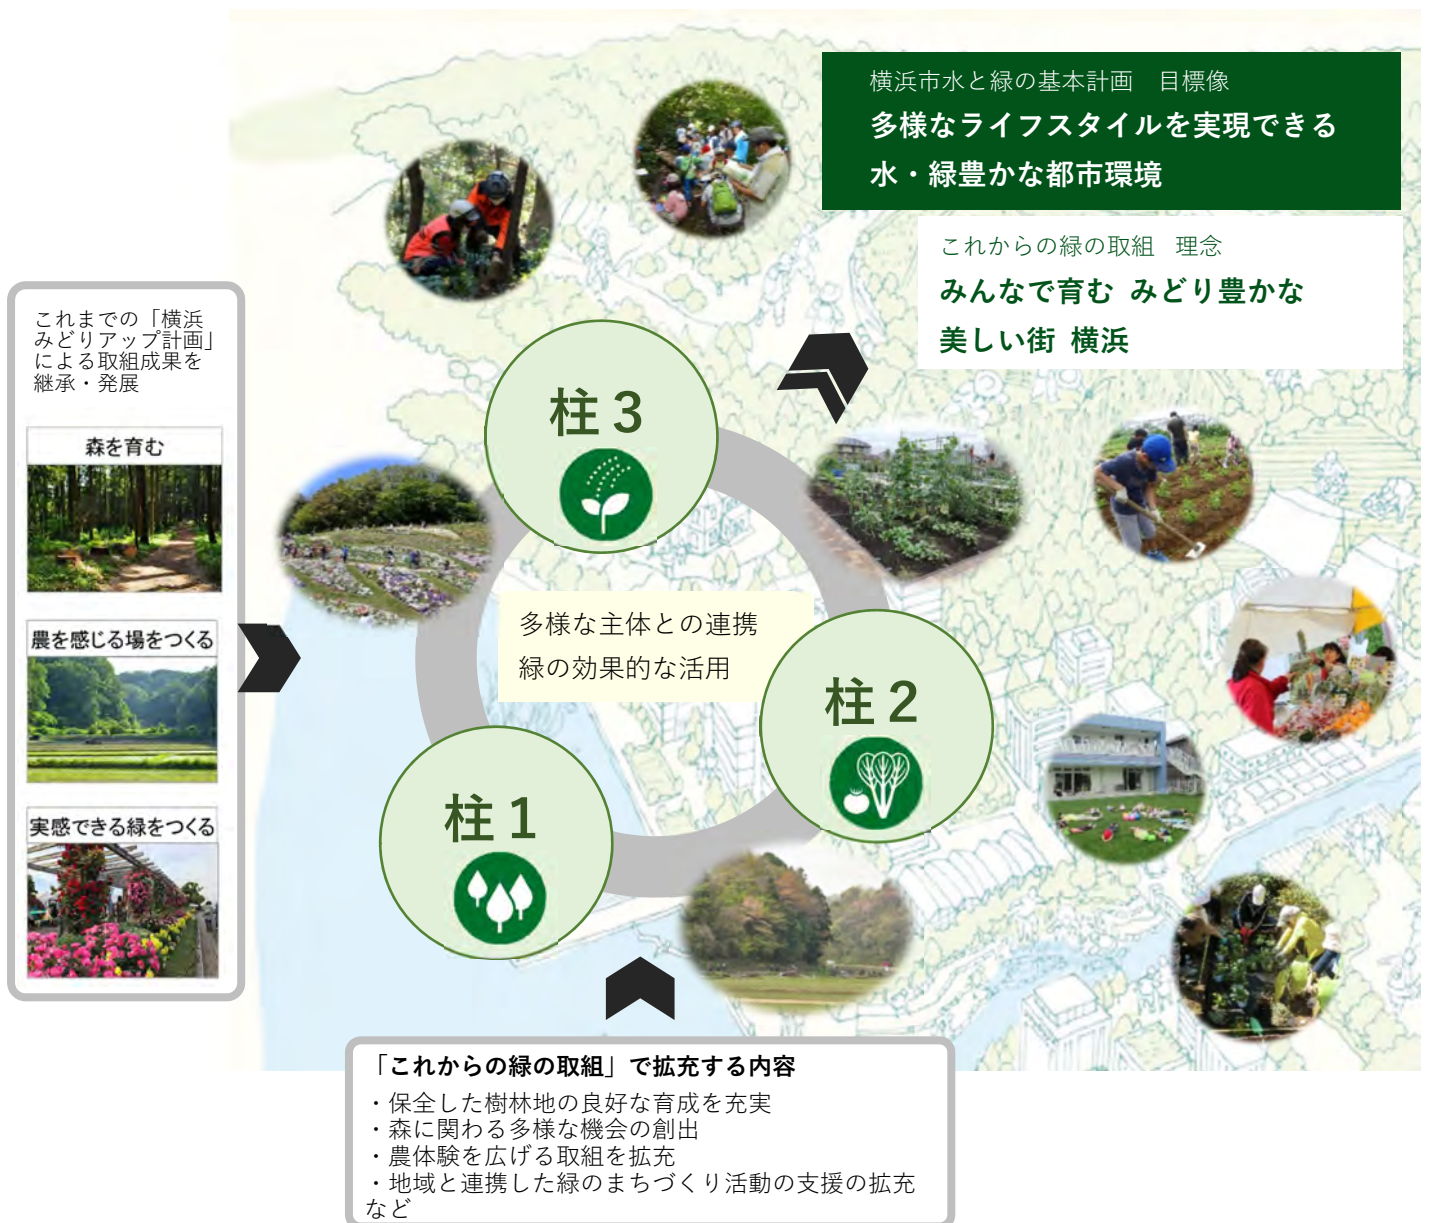 横浜市水と緑の基本計画　目標像
多様なライフスタイルを実現できる
水・緑豊かな都市環境
これからの緑の取組　理念
みんなで育む みどり豊かな
美しい街 横浜
これまでの「横浜
みどりアップ計画」
による取組成果を
継承・発展
森を育む
農を感じる場をつくる
実感できる緑をつくる
柱３
多様な主体との連携
緑の効果的な活用
柱２
柱１
「これからの緑の取組」で拡充する内容
・保全した樹林地の良好な育成を充実
・森に関わる多様な機会の創出
・農体験を広げる取組を拡充
・地域と連携した緑のまちづくり活動の支援の拡充
など